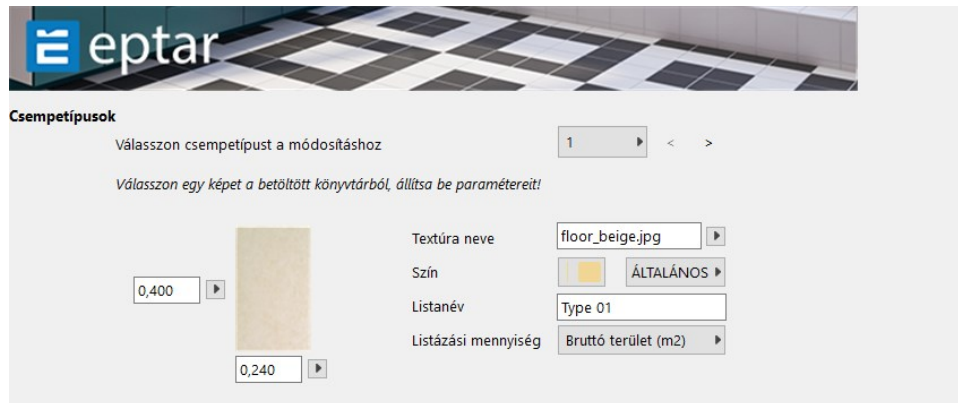 eptar
Csempetípusok
Válasszon csempetípust a módosításhoz 1 < >
Válasszon egy képet a betöltött könyvtárból, állítsa be paramétereit!
Textúra neve floor_beige.jpg
Szín ÁLTALÁNOS
0,400
Listanév Type 01
Listázási mennyiség Bruttó terület (m2)
0,240